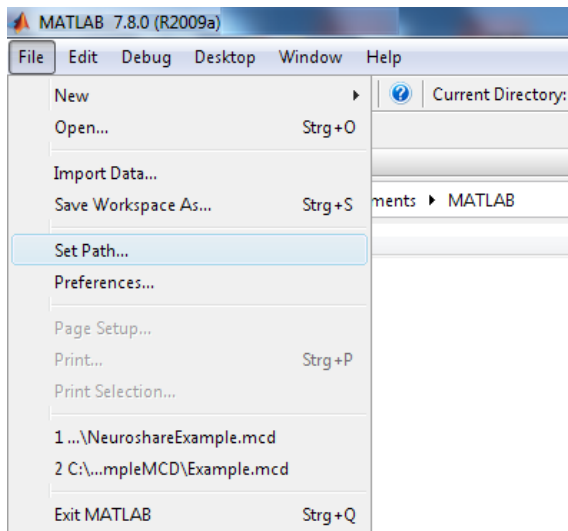 MATLAB 7.8.0 (R2009a)
File Edit Debug Desktop Window Help
New
Current Directory:
Open... Strg+O
Import Data...
Save Workspace As... Strg+S
ments ▸ MATLAB
Set Path...
Preferences...
Page Setup...
Print... Strg+P
Print Selection...
1 ...\NeuroshareExample.mcd
2 C:\...mpleMCD\Example.mcd
Exit MATLAB Strg+Q